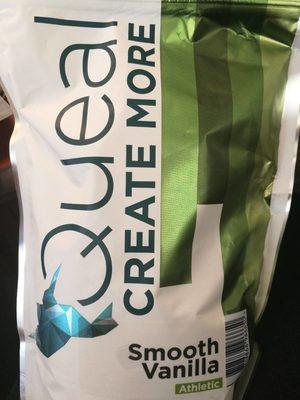 Queal
CREATE MORE
Smooth
Vanilla
Athletic